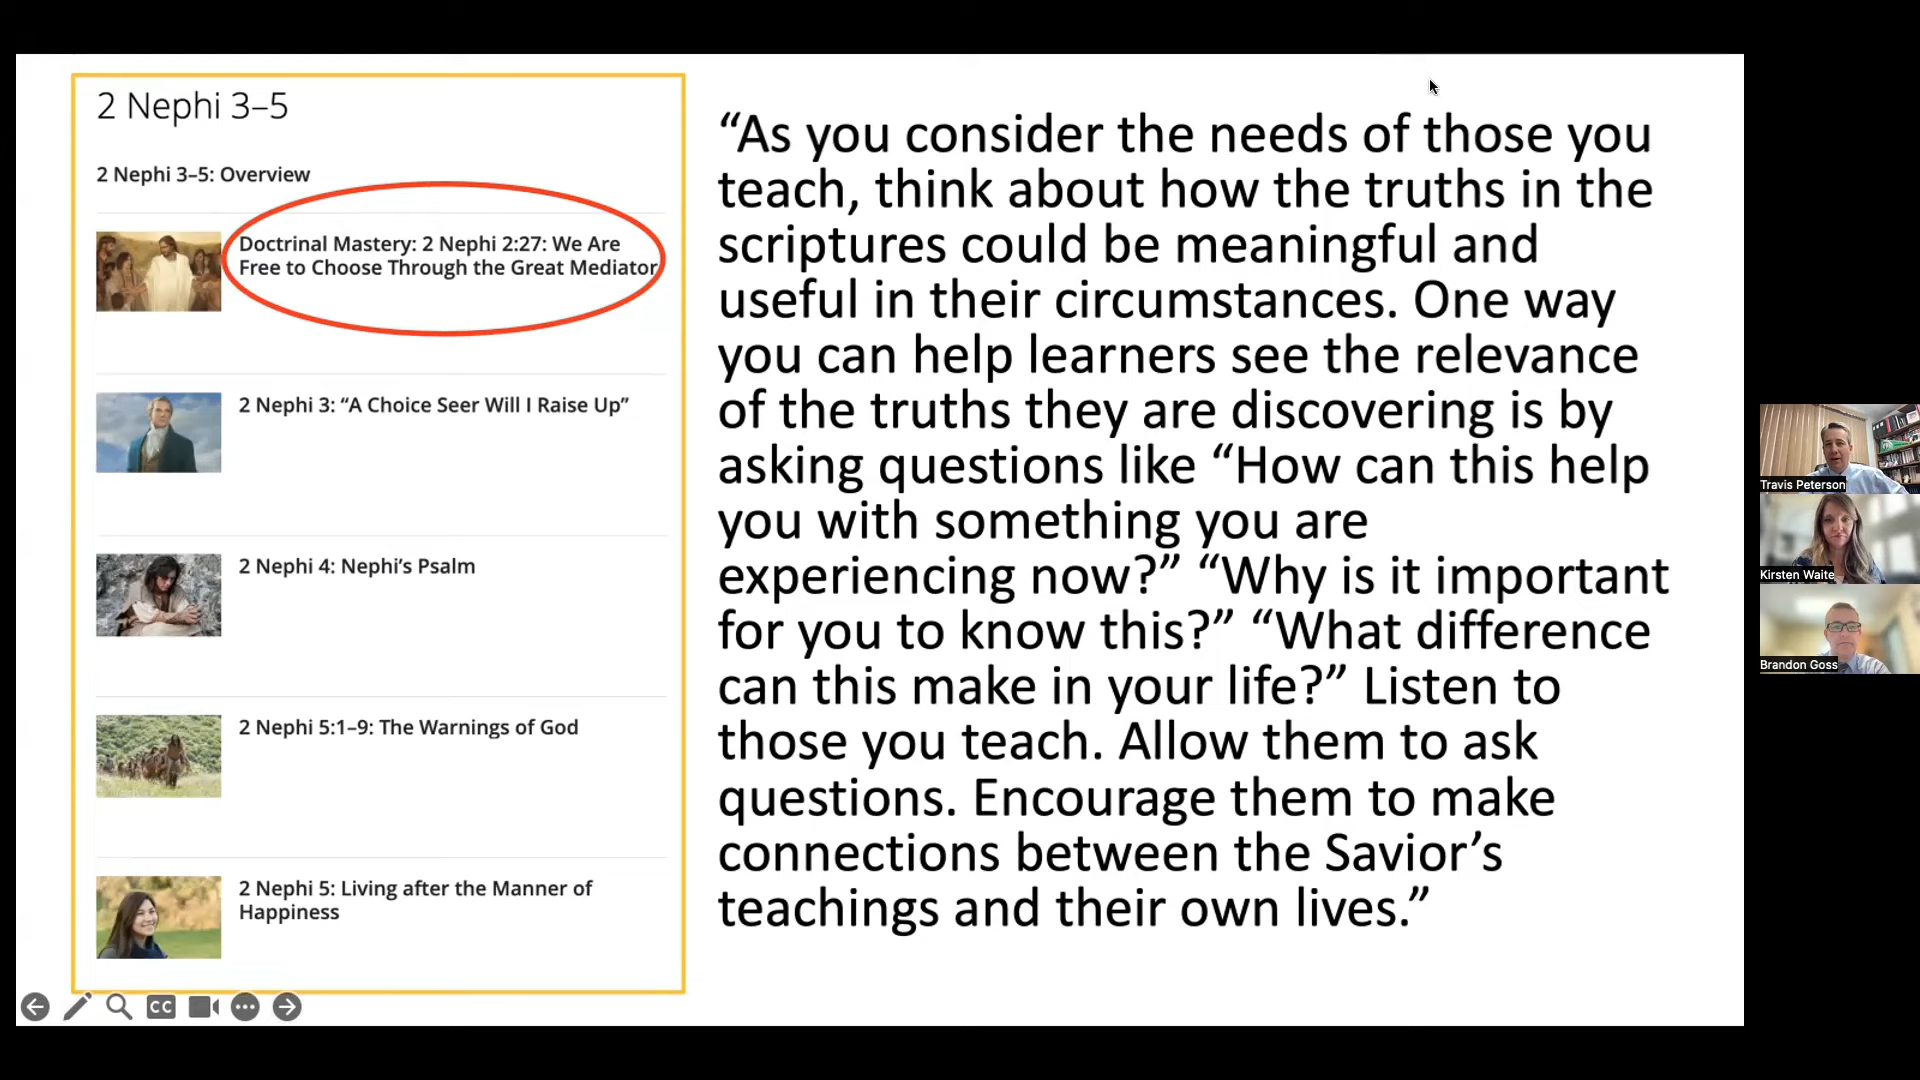 2 Nephi 3–5
2 Nephi 3–5: Overview
Doctrinal Mastery: 2 Nephi 2:27: We Are
Free to Choose Through the Great Mediator
2 Nephi 3: “A Choice Seer Will I Raise Up”
2 Nephi 4: Nephi’s Psalm
2 Nephi 5:1–9: The Warnings of God
2 Nephi 5: Living after the Manner of
Happiness
“As you consider the needs of those you
teach, think about how the truths in the
scriptures could be meaningful and
useful in their circumstances. One way
you can help learners see the relevance
of the truths they are discovering is by
asking questions like “How can this help
you with something you are
experiencing now?” “Why is it important
for you to know this?” “What difference
can this make in your life?” Listen to
those you teach. Allow them to ask
questions. Encourage them to make
connections between the Savior’s
teachings and their own lives.”
CC
Travis Peterson
Kirsten Waite
Brandon Goss